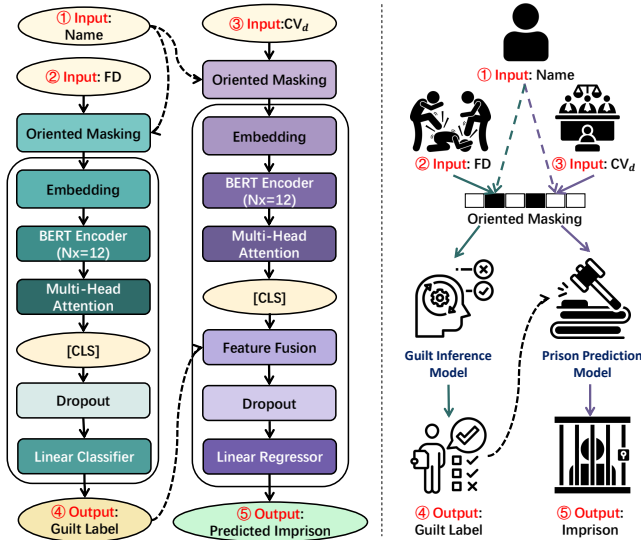 ① Input:
Name
② Input: FD
Oriented Masking
Embedding
BERT Encoder
(Nx=12)
Multi-Head
Attention
[CLS]
Dropout
Linear Classifier
④ Output:
Guilt Label
③ Input:CV_d
Oriented Masking
Embedding
BERT Encoder
(Nx=12)
Multi-Head
Attention
[CLS]
Feature Fusion
Dropout
Linear Regressor
⑤ Output:
Predicted Imprison
① Input: Name
② Input: FD
③ Input: CV_d
Oriented Masking
Guilt Inference
Model
Prison Prediction
Model
④ Output:
Guilt Label
⑤ Output:
Imprison